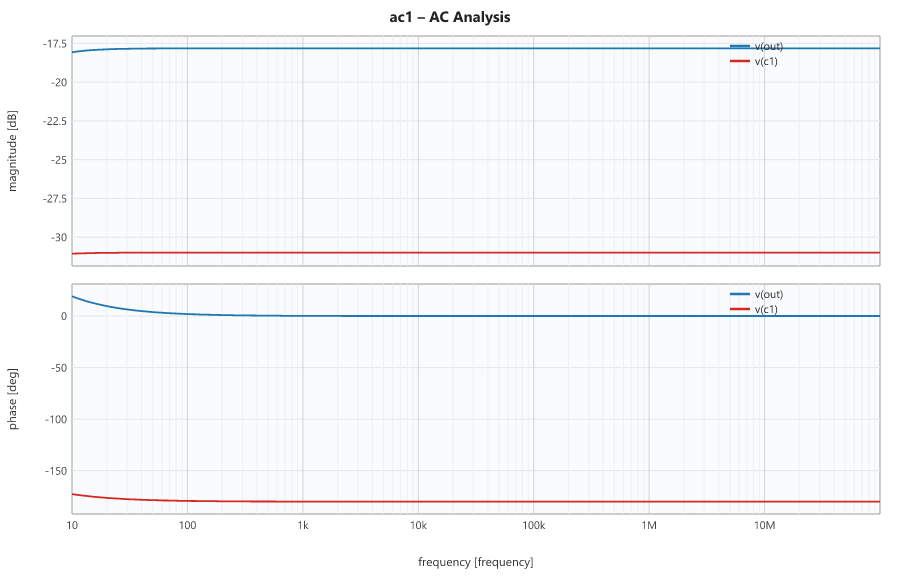 ac1 – AC Analysis
magnitude [dB]
-17.5
-20
-22.5
-25
-27.5
-30
v(out)
v(c1)
phase [deg]
0
-50
-100
-150
v(out)
v(c1)
10 100 1k 10k 100k 1M 10M
frequency [frequency]